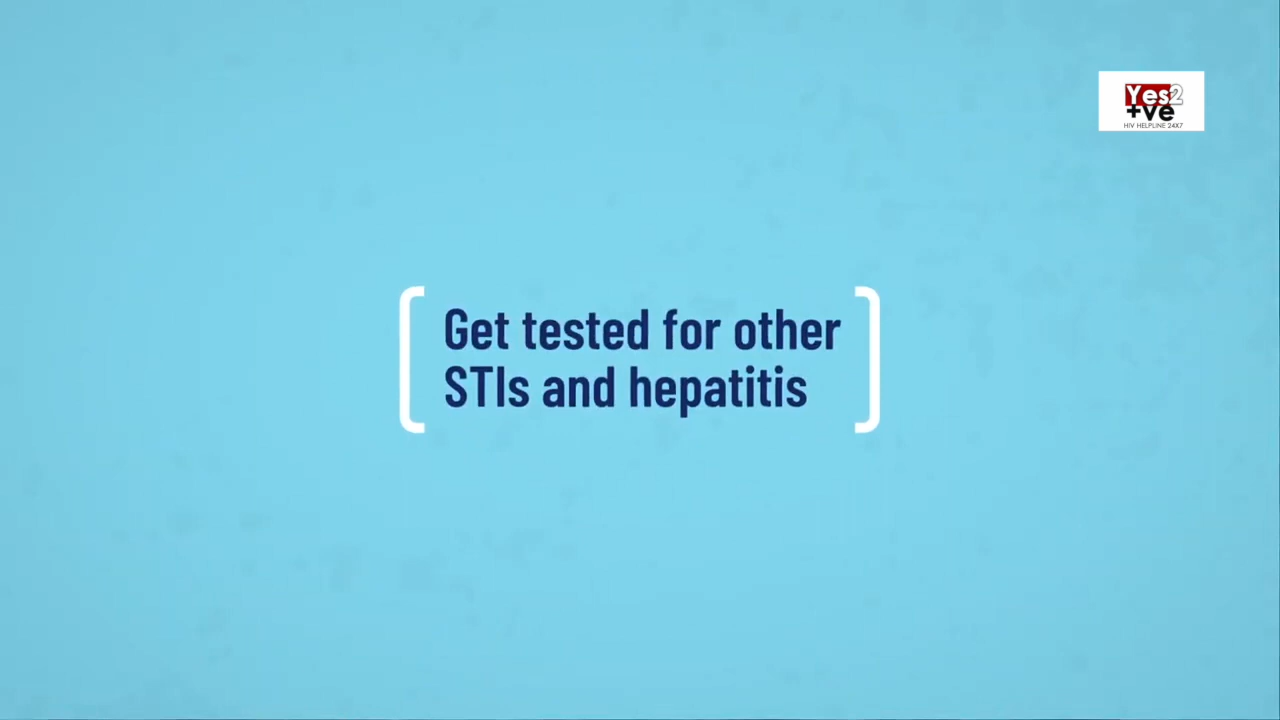 Yes2
+ve
HIV HELPLINE 24X7
Get tested for other
STIs and hepatitis